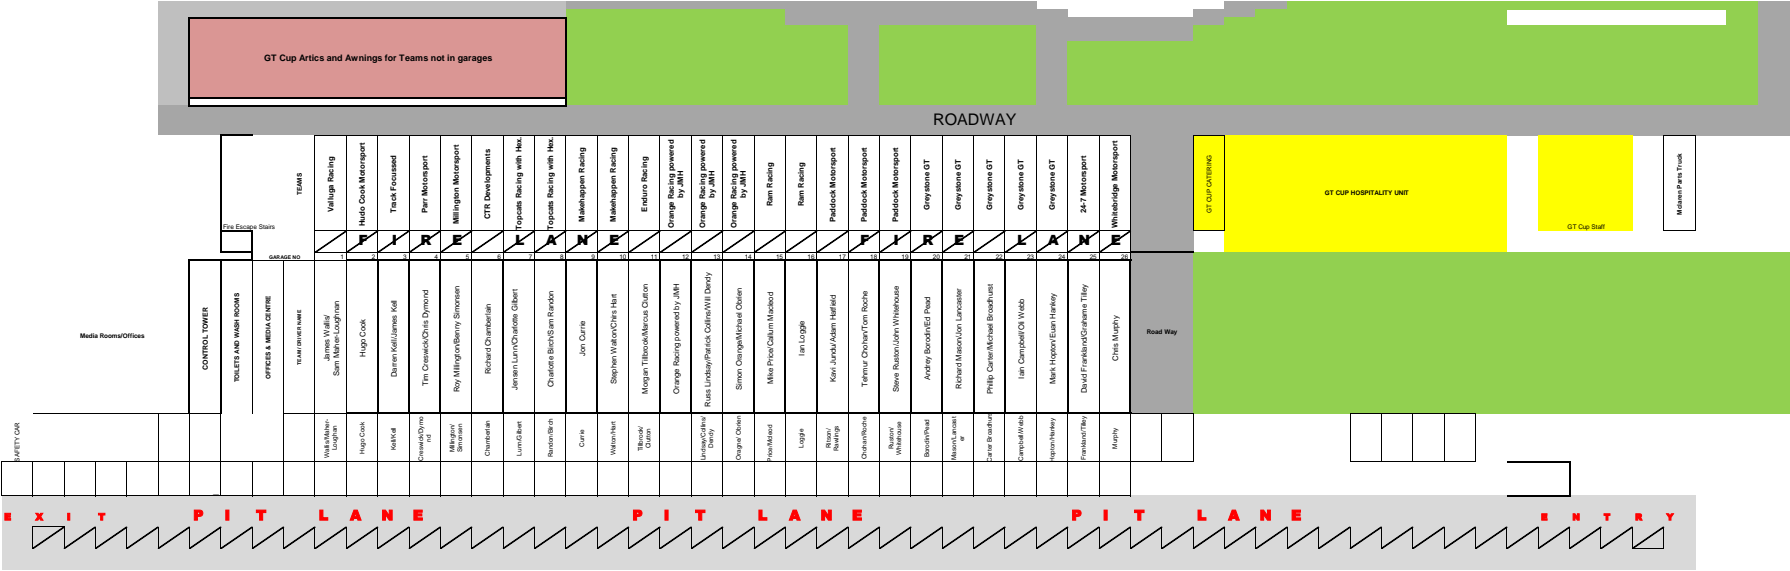 GT Cup Artics and Awnings for Teams not in garages
ROADWAY
TEAMS
Valluga Racing
Hudo Cook Motorsport
Track Focussed
Parr Motorsport
Millington Motorsport
CTR Developments
Topcats Racing with Hex.
Topcats Racing with Hex.
Makehappen Racing
Makehappen Racing
Enduro Racing
Orange Racing powered
by JMH
Orange Racing powered
by JMH
Orange Racing powered
by JMH
Ram Racing
Ram Racing
Paddock Motorsport
Paddock Motorsport
Paddock Motorsport
Greystone GT
Greystone GT
Greystone GT
Greystone GT
Greystone GT
24-7 Motorsport
Whitebridge Motorsport
GT CUP CATERING
GT CUP HOSPITALITY UNIT
GT Cup Staff
Mclaren Parts Truck
Fire Escape Stairs
F I R E L A N E F I R E L A N E
GARAGE NO 1 2 3 4 5 6 7 8 9 10 11 12 13 14 15 16 17 18 19 20 21 22 23 24 25 26
Media Rooms/Offices
CONTROL TOWER
TOILETS AND WASH ROOMS
OFFICES & MEDIA CENTRE
TEAM / DRIVER NAME
James Wallis/
Sam Maher-Loughnan
Hugo Cook
Darren Kell/James Kell
Tim Creswick/Chris Dymond
Roy Millington/Benny Simonsen
Richard Chamberlain
Jensen Lunn/Charlotte Gilbert
Charlotte Birch/Sam Randon
Jon Currie
Stephen Walton/Chris Hart
Morgan Tillbrook/Marcus Clutton
Orange Racing powered by JMH
Russ Lindsay/Patrick Collins/Will Dendy
Simon Orange/Michael Obrien
Mike Price/Callum Macleod
Ian Loggie
Kavi Jundu/ Adam Hatfield
Tehmur Chohan/Tom Roche
Steve Ruston/John Whitehouse
Andrey Borodin/Ed Pead
Richard Mason/Jon Lancaster
Phillip Carter/Michael Broadhurst
Iain Campbell/Oli Webb
Mark Hopton/Euan Hankey
David Frankland/Grahame Tilley
Chris Murphy
Road Way
SAFETY CAR
Wallis/Maher-
Loughan
Hugo Cook
Kell/Kell
Creswick/Dymo
nd
Millington/
Simonsen
Chamberlain
Lunn/Gilbert
Randon/Birch
Currie
Walton/Hart
Tillbrook/
Clutton
Lindsay/Collins/
Dendy
Oragne/ Obrien
Price/Mcleod
Loggie
Ritson/
Rawlings
Chohan/Roche
Ruston/
Whitehouse
Borodin/Pead
Mason/Lancast
er
Carter Broadhurs
Campbell/Webb
Hopton/Hankey
Frankland/Tilley
Murphy
E X I T P I T L A N E P I T L A N E P I T L A N E E N T R Y